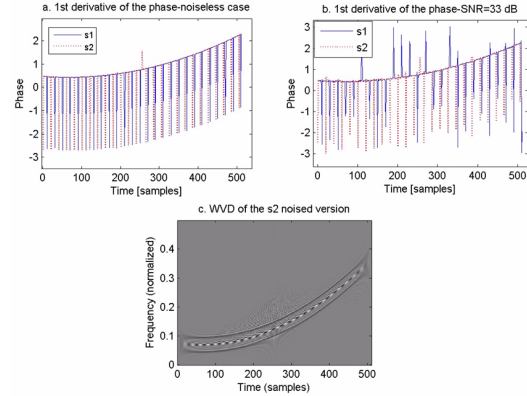 a. 1st derivative of the phase-noiseless case
b. 1st derivative of the phase-SNR=33 dB
s1
s2
s1
s2
Phase
2
1
0
-1
-2
-3
0
100
200
300
400
500
Time [samples]
Phase
3
2
1
0
-1
-2
-3
0
100
200
300
400
500
Time [samples]
c. WVD of the s2 noised version
Frequency (normalized)
0.4
0.3
0.2
0.1
0
0
100
200
300
400
500
Time (samples)